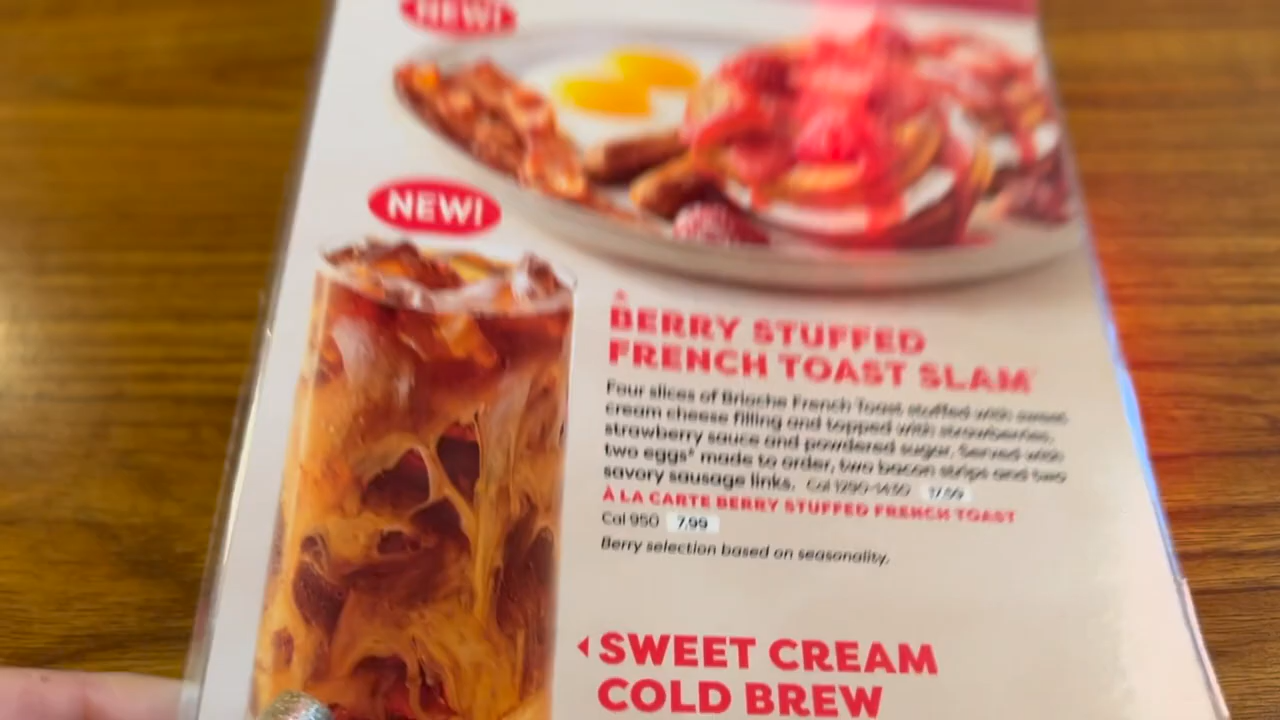 NEW!
NEW!
BERRY STUFFED
FRENCH TOAST SLAM
Four slices of Brioche French Toast stuffed with sweet
cream cheese filling and topped with strawberries,
strawberry sauce and powdered sugar. Served with
two eggs* made to order, two bacon strips and two
savory sausage links. Cal 1290-1430
À LA CARTE BERRY STUFFED FRENCH TOAST
Cal 950 7.99
Berry selection based on seasonality.
SWEET CREAM
COLD BREW